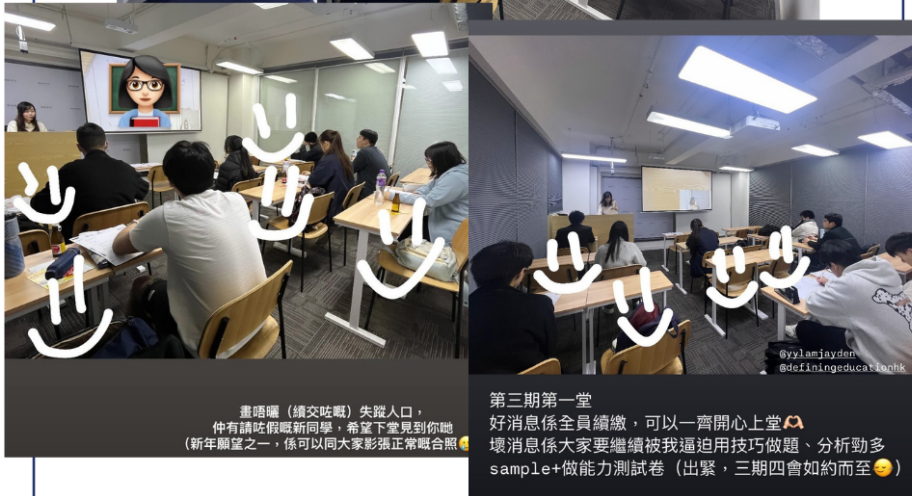 畫唔曬（續交咗嘅）失蹤人口，
仲有請咗假嘅新同學，希望下堂見到你哋
（新年願望之一，係可以同大家影張正常嘅合照
@yylamjayden
@definingeducationhk
第三期第一堂
好消息係全員續繳，可以一齊開心上堂🫶🏻
壞消息係大家要繼續被我逼迫用技巧做題、分析勁多
sample+做能力測試卷（出緊，三期四會如約而至😏）